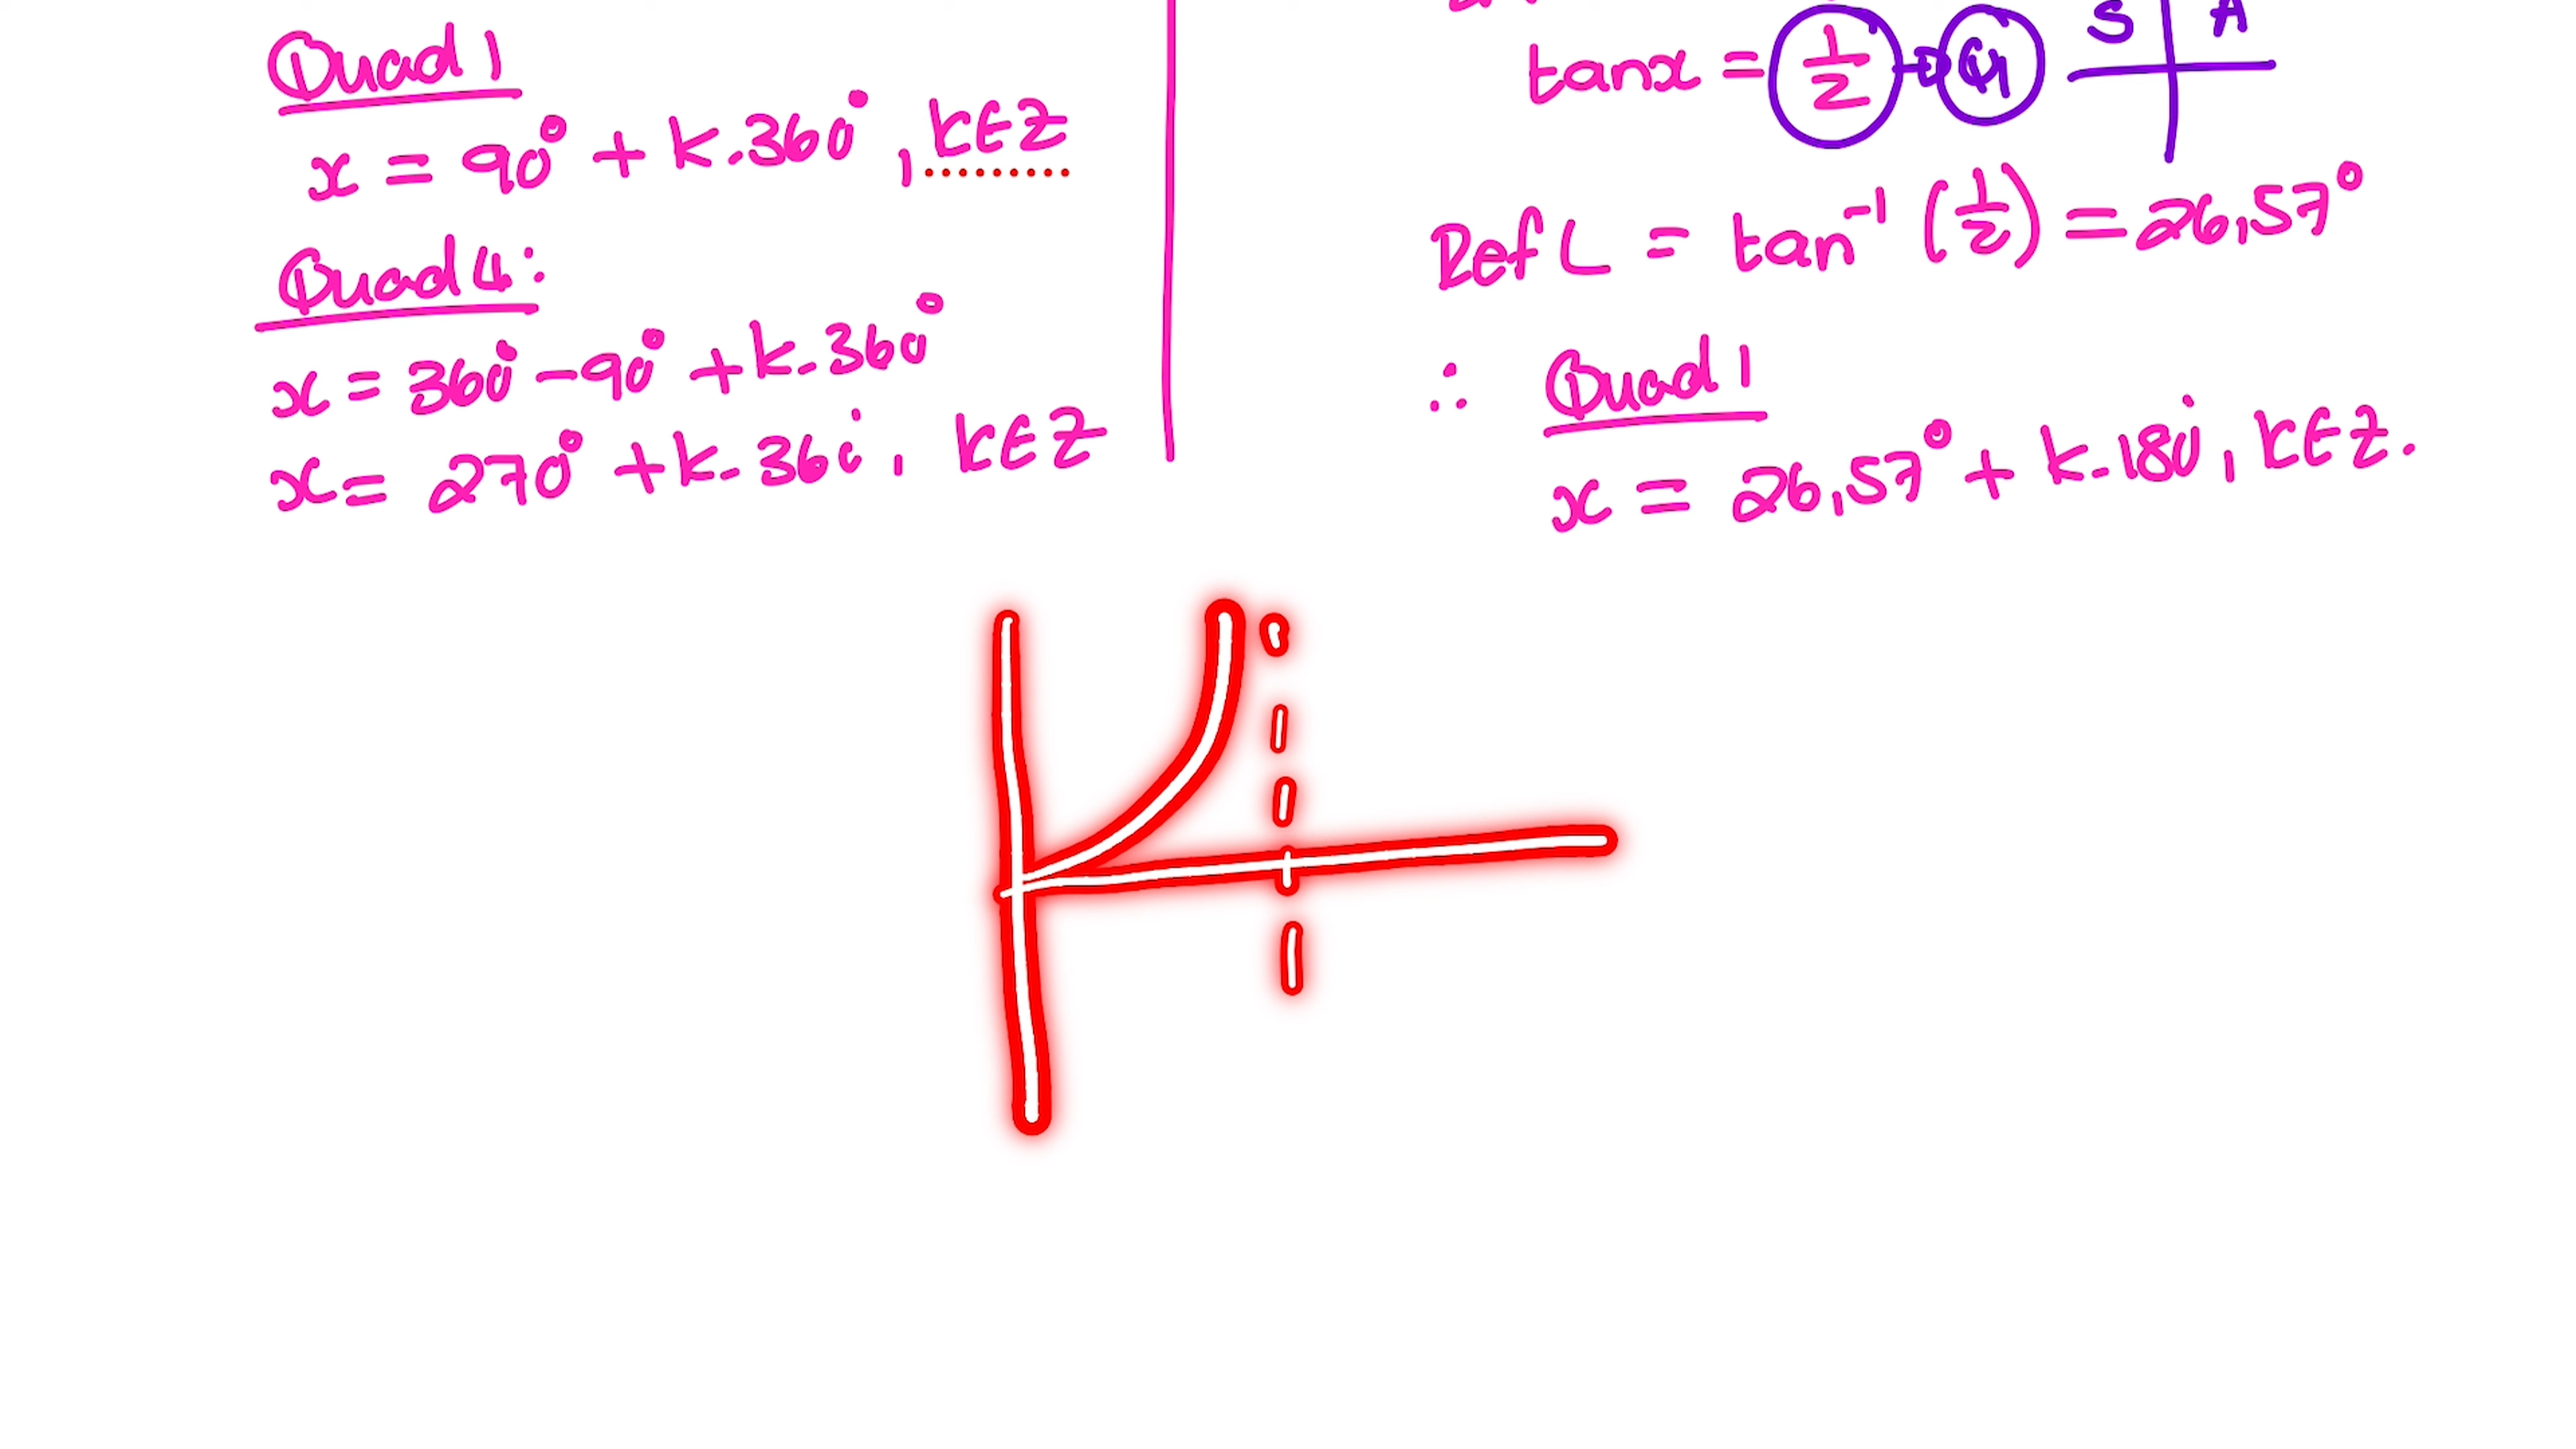 Quad 1
x = 90° + k.360°, k∈Z
Quad 4:
x = 360° - 90° + k.360°
x = 270° + k.360°, k∈Z
tanx = 1/2 → Q1
S A
Ref L = tan⁻¹ (1/2) = 26,57°
∴ Quad 1
x = 26,57° + k.180°, k∈Z.